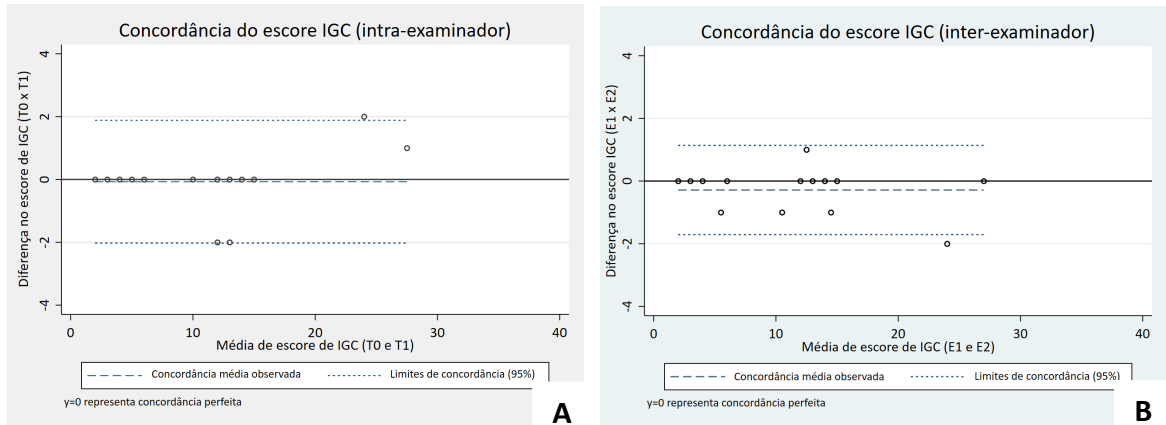 Concordância do escore IGC (intra-examinador)
Diferença no escore de IGC (T0 x T1)
4
2
0
-2
-4
0
10
20
30
40
Média de escore de IGC (T0 e T1)
Concordância média observada
Limites de concordância (95%)
y=0 representa concordância perfeita
A
Concordância do escore IGC (inter-examinador)
Diferença no escore de IGC (E1 x E2)
4
2
0
-2
-4
0
10
20
30
40
Média de escore de IGC (E1 e E2)
Concordância média observada
Limites de concordância (95%)
y=0 representa concordância perfeita
B